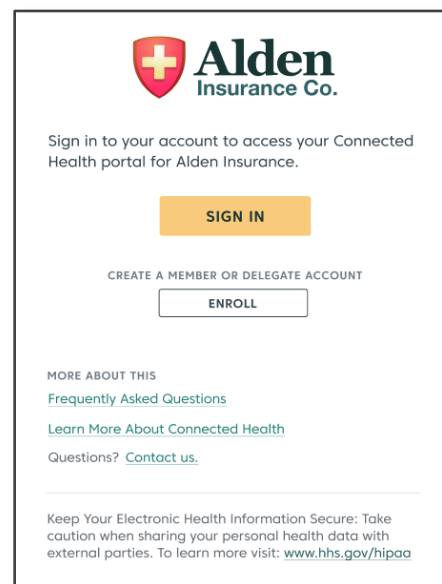 Alden
Insurance Co.
Sign in to your account to access your Connected
Health portal for Alden Insurance.
SIGN IN
CREATE A MEMBER OR DELEGATE ACCOUNT
ENROLL
MORE ABOUT THIS
Frequently Asked Questions
Learn More About Connected Health
Questions? Contact us.
Keep Your Electronic Health Information Secure: Take
caution when sharing your personal health data with
external parties. To learn more visit: www.hhs.gov/hipaa